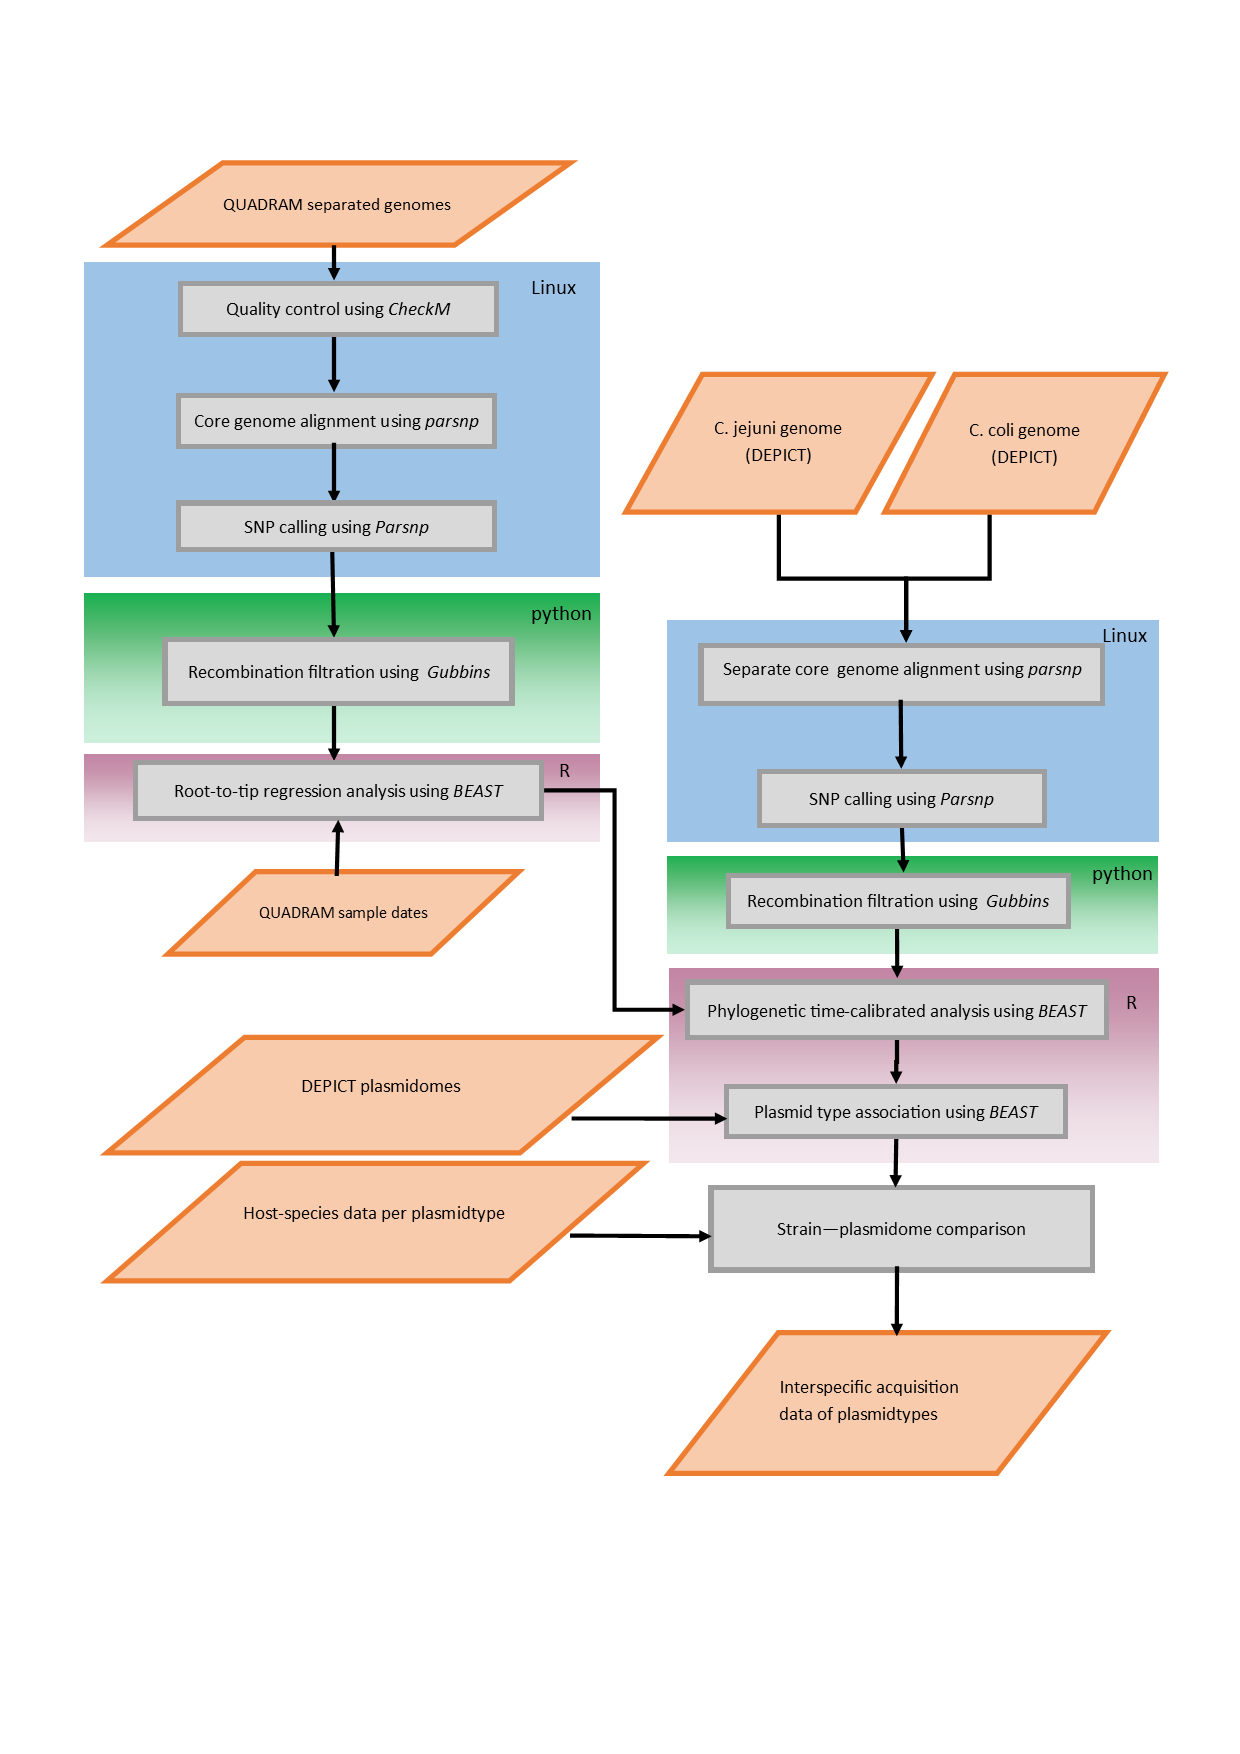 QUADRAM separated genomes
Linux
Quality control using CheckM
Core genome alignment using parsnp
SNP calling using Parsnp
python
Recombination filtration using Gubbins
R
Root-to-tip regression analysis using BEAST
QUADRAM sample dates
C. jejuni genome
(DEPICT)
C. coli genome
(DEPICT)
Linux
Separate core genome alignment using parsnp
SNP calling using Parsnp
python
Recombination filtration using Gubbins
R
Phylogenetic time-calibrated analysis using BEAST
DEPICT plasmidomes
Plasmid type association using BEAST
Host-species data per plasmidtype
Strain—plasmidome comparison
Interspecific acquisition
data of plasmidtypes